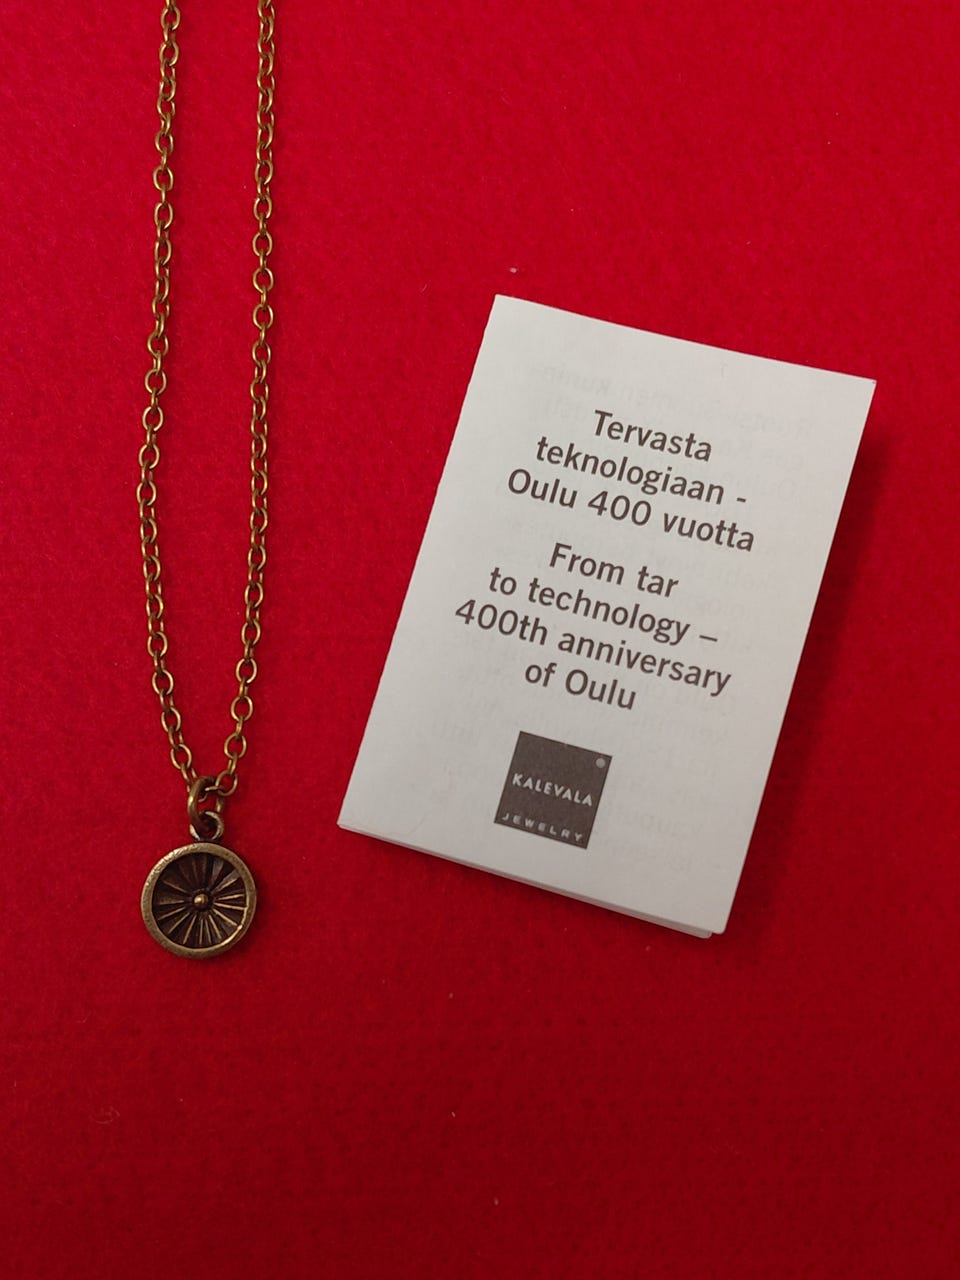 Tervasta
teknologiaan -
Oulu 400 vuotta
From tar
to technology –
400th anniversary
of Oulu
KALEVALA
JEWELRY